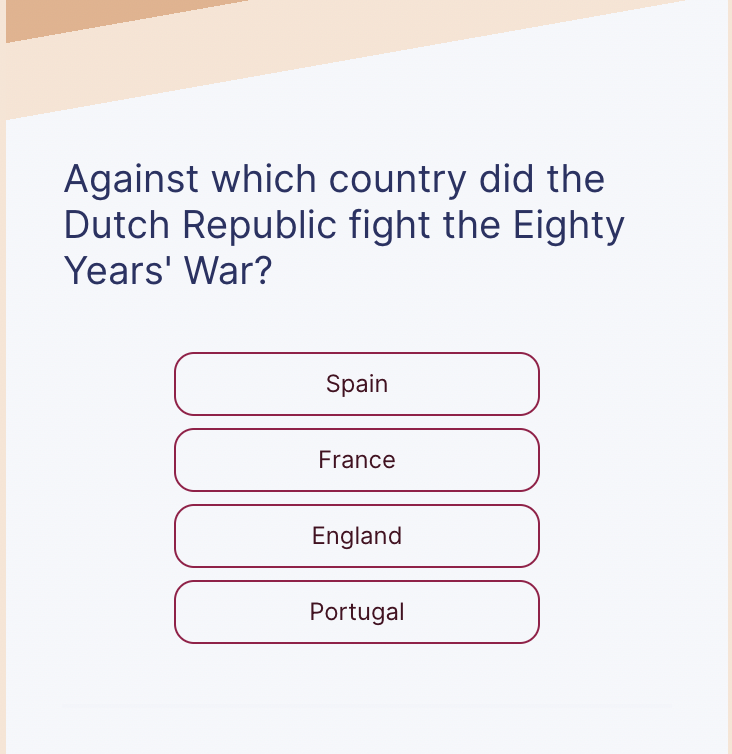 Against which country did the
Dutch Republic fight the Eighty
Years' War?
Spain
France
England
Portugal